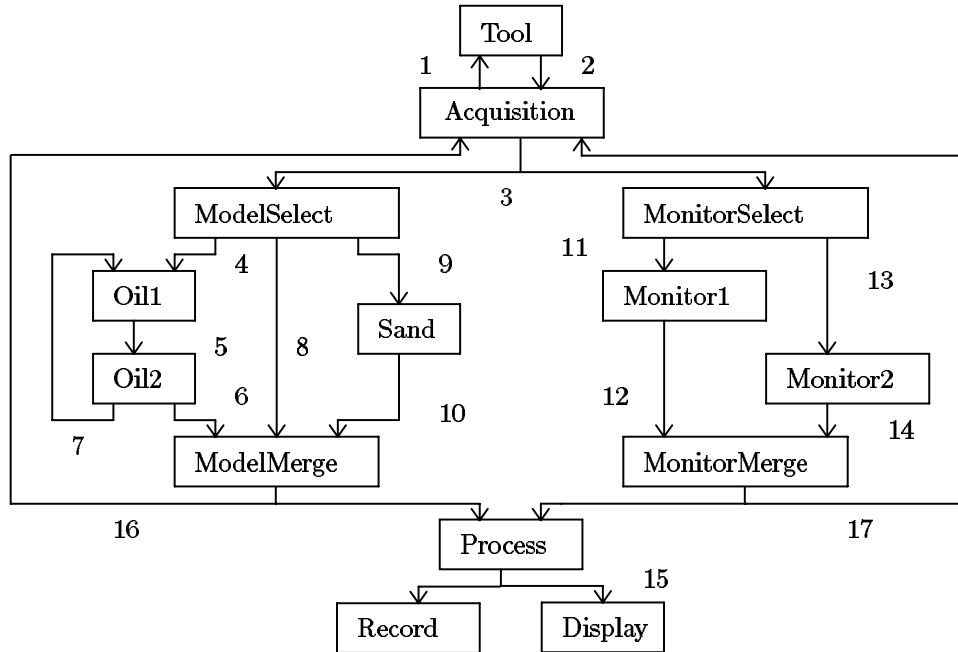 Tool
1
2
Acquisition
3
ModelSelect
MonitorSelect
4
9
11
13
Oil1
Monitor1
Sand
5
8
Oil2
Monitor2
6
10
12
7
14
ModelMerge
MonitorMerge
16
17
Process
15
Record
Display